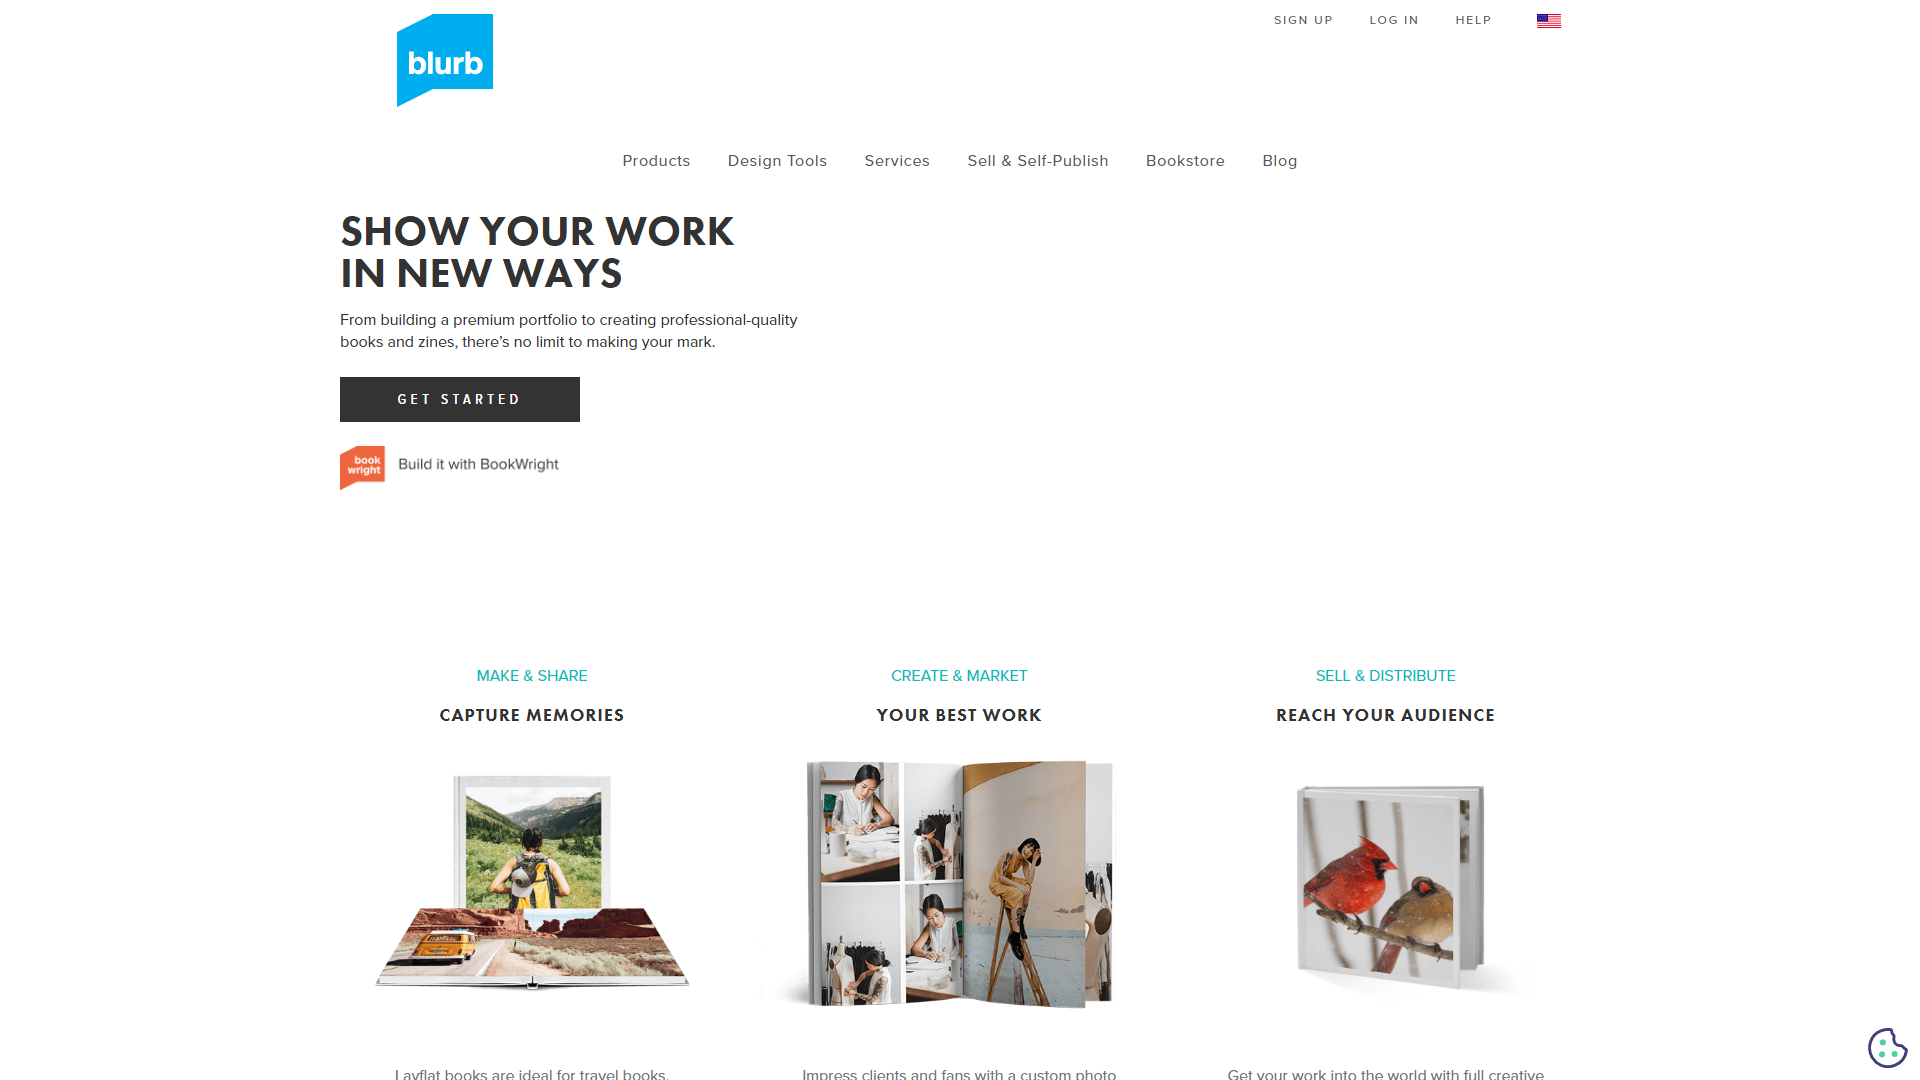 blurb
SIGN UP
LOG IN
HELP
Products
Design Tools
Services
Sell & Self-Publish
Bookstore
Blog
SHOW YOUR WORK
IN NEW WAYS
From building a premium portfolio to creating professional-quality
books and zines, there's no limit to making your mark.
GET STARTED
book
wright
Build it with BookWright
MAKE & SHARE
CREATE & MARKET
SELL & DISTRIBUTE
CAPTURE MEMORIES
YOUR BEST WORK
REACH YOUR AUDIENCE
Layflat books are ideal for travel books,
Impress clients and fans with a custom photo
Get your work into the world with full creative